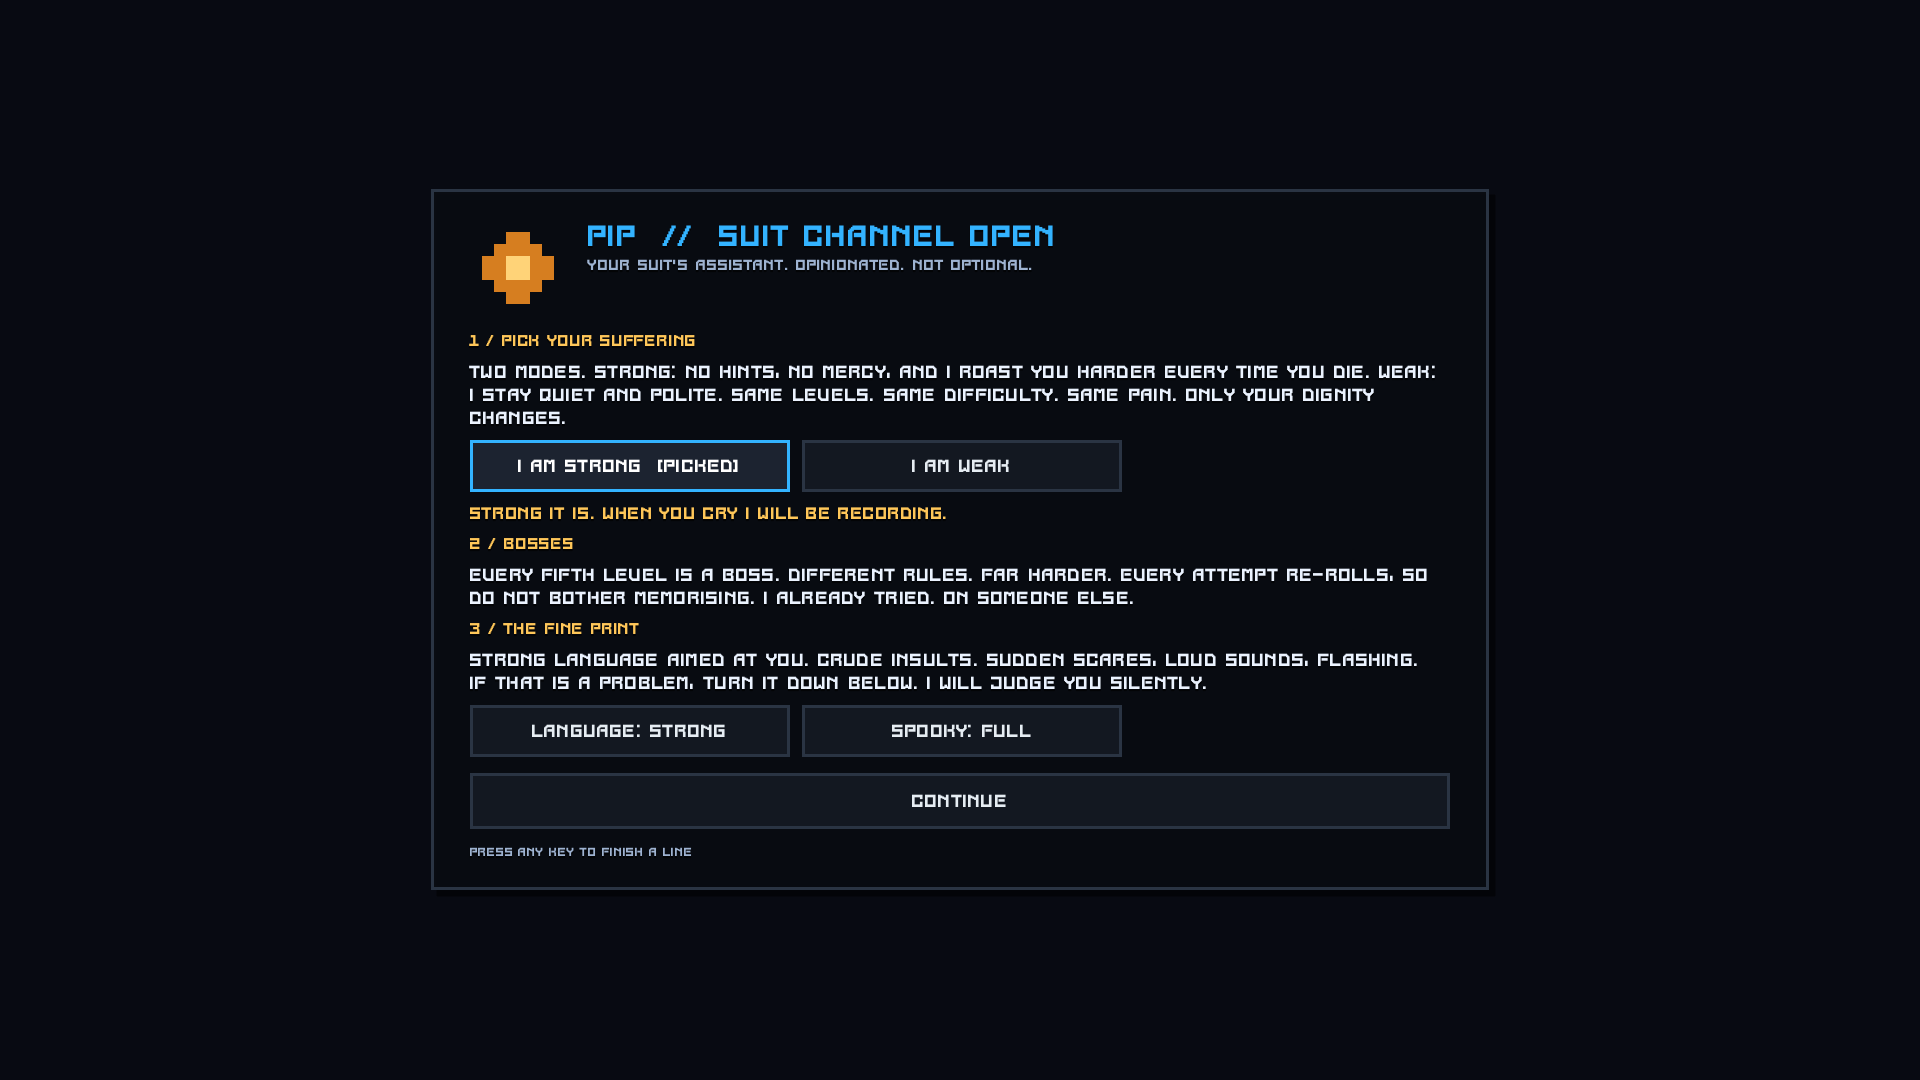 PIP // SUIT CHANNEL OPEN
YOUR SUIT'S ASSISTANT. OPINIONATED. NOT OPTIONAL.
1 / PICK YOUR SUFFERING
TWO MODES. STRONG: NO HINTS, NO MERCY, AND I ROAST YOU HARDER EVERY TIME YOU DIE. WEAK:
I STAY QUIET AND POLITE. SAME LEVELS. SAME DIFFICULTY. SAME PAIN. ONLY YOUR DIGNITY
CHANGES.
I AM STRONG [PICKED]
I AM WEAK
STRONG IT IS. WHEN YOU CRY I WILL BE RECORDING.
2 / BOSSES
EVERY FIFTH LEVEL IS A BOSS. DIFFERENT RULES. FAR HARDER. EVERY ATTEMPT RE-ROLLS, SO
DO NOT BOTHER MEMORISING. I ALREADY TRIED. ON SOMEONE ELSE.
3 / THE FINE PRINT
STRONG LANGUAGE AIMED AT YOU. CRUDE INSULTS. SUDDEN SCARES, LOUD SOUNDS, FLASHING.
IF THAT IS A PROBLEM, TURN IT DOWN BELOW. I WILL JUDGE YOU SILENTLY.
LANGUAGE: STRONG
SPOOKY: FULL
CONTINUE
PRESS ANY KEY TO FINISH A LINE